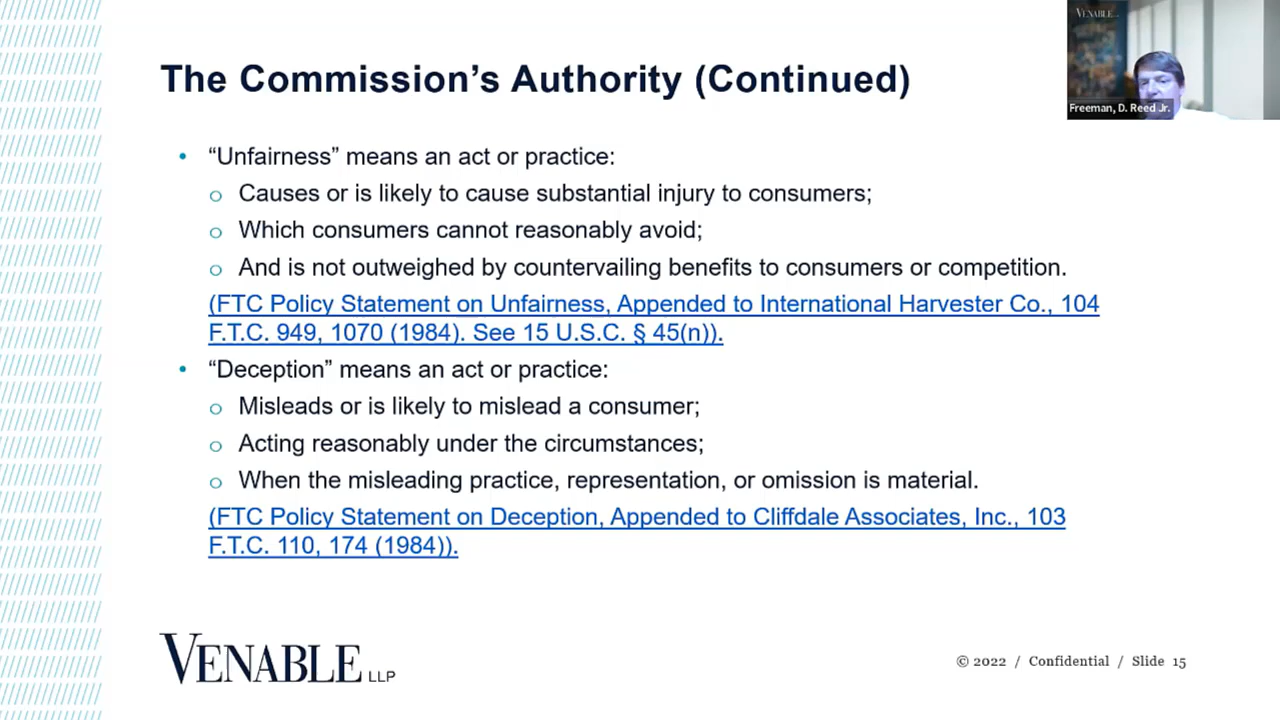 VENABLE
Freeman, D. Reed Jr.
The Commission’s Authority (Continued)
• “Unfairness” means an act or practice:
o Causes or is likely to cause substantial injury to consumers;
o Which consumers cannot reasonably avoid;
o And is not outweighed by countervailing benefits to consumers or competition.
(FTC Policy Statement on Unfairness, Appended to International Harvester Co., 104
F.T.C. 949, 1070 (1984). See 15 U.S.C. § 45(n)).
• “Deception” means an act or practice:
o Misleads or is likely to mislead a consumer;
o Acting reasonably under the circumstances;
o When the misleading practice, representation, or omission is material.
(FTC Policy Statement on Deception, Appended to Cliffdale Associates, Inc., 103
F.T.C. 110, 174 (1984)).
VENABLE LLP
© 2022 / Confidential / Slide 15